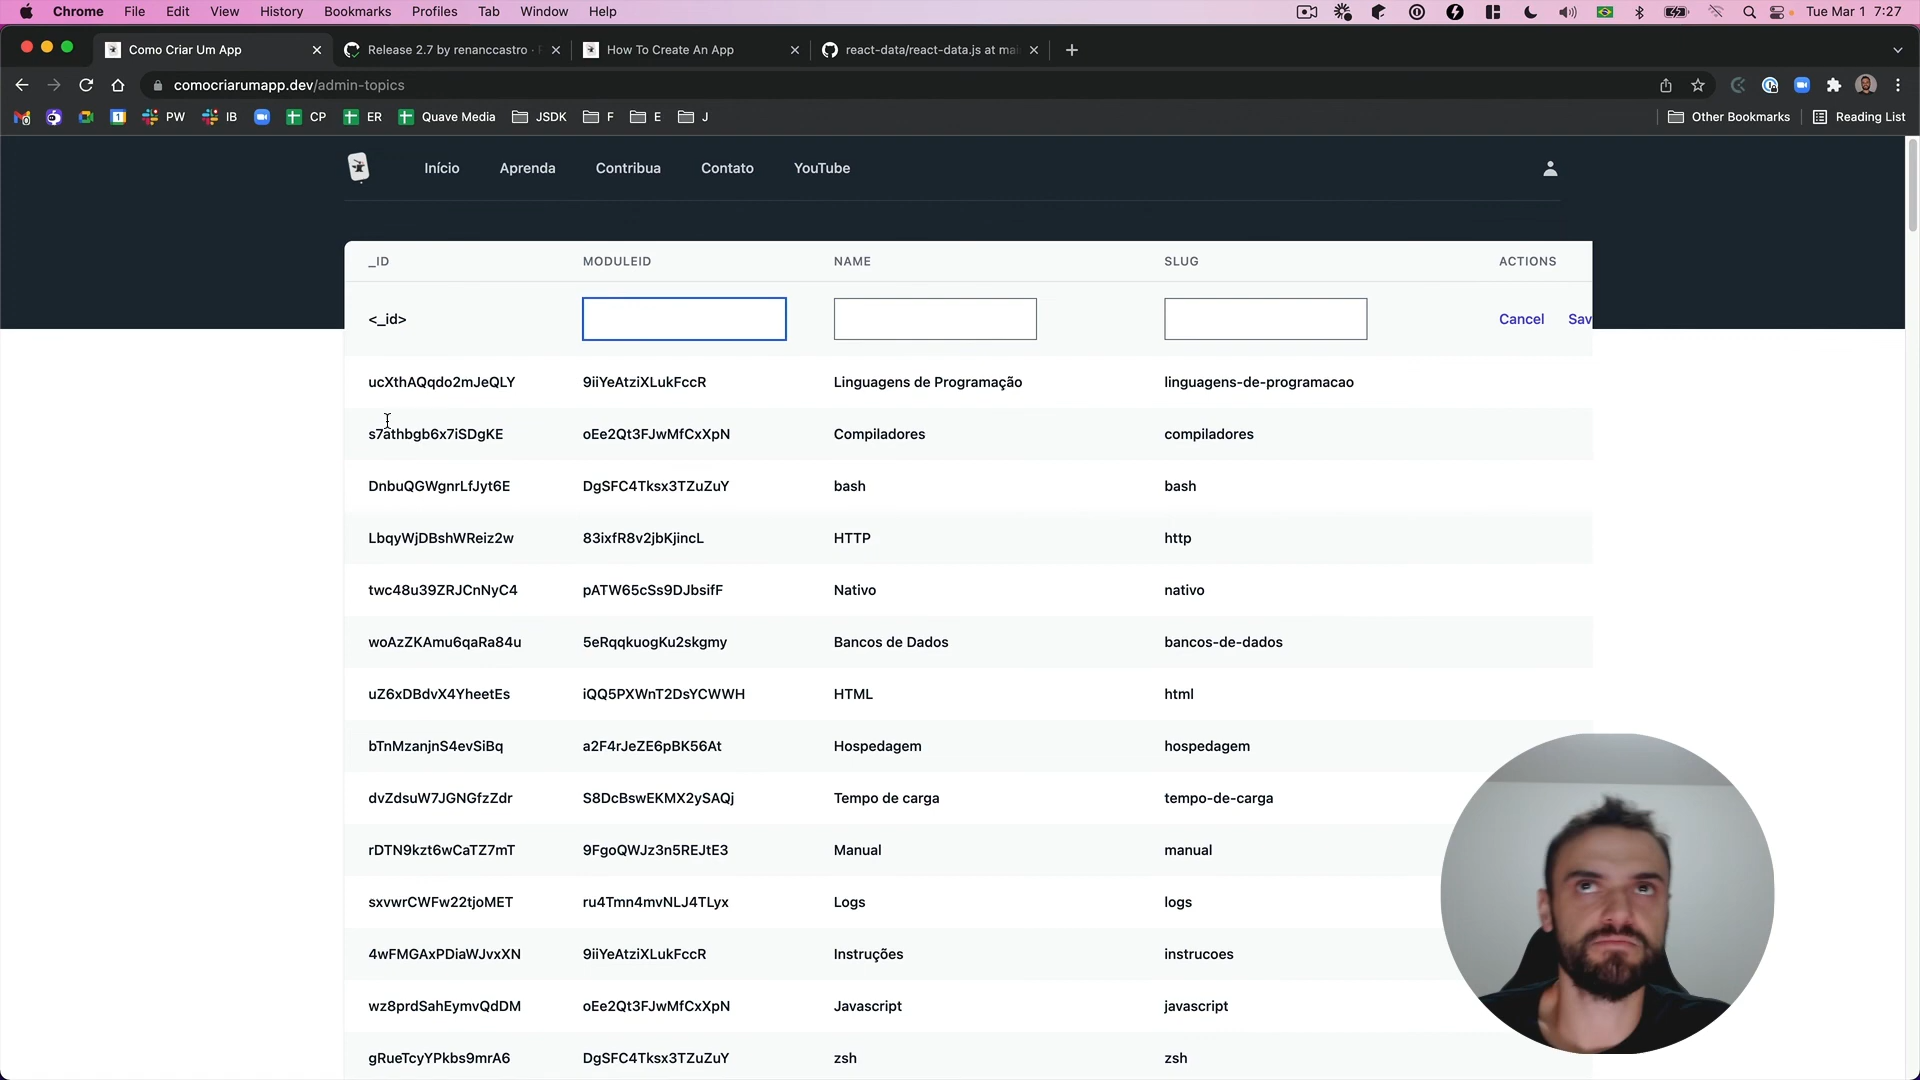 Chrome File Edit View History Bookmarks Profiles Tab Window Help Tue Mar 1 7:27
Como Criar Um App Release 2.7 by renanccastro · How To Create An App react-data/react-data.js at mai
comocriarumapp.dev/admin-topics
PW IB CP ER Quave Media JSDK F E J Other Bookmarks Reading List
Início Aprenda Contribua Contato YouTube
_ID MODULEID NAME SLUG ACTIONS
<_id> Cancel Sav
ucXthAQqdo2mJeQLY 9iiYeAtziXLukFccR Linguagens de Programação linguagens-de-programacao
s7athbgb6x7iSDgKE oEe2Qt3FJwMfCxXpN Compiladores compiladores
DnbuQGWgnrLfJyt6E DgSFC4Tksx3TZuZuY bash bash
LbqyWjDBshWReiz2w 83ixfR8v2jbKjincL HTTP http
twc48u39ZRJCnNyC4 pATW65cSs9DJbsifF Nativo nativo
woAzZKAmu6qaRa84u 5eRqqkuogKu2skgmy Bancos de Dados bancos-de-dados
uZ6xDBdvX4YheetEs iQQ5PXWnT2DsYCWWH HTML html
bTnMzanjnS4evSiBq a2F4rJeZE6pBK56At Hospedagem hospedagem
dvZdsuW7JGNGfzZdr S8DcBswEKMX2ySAQj Tempo de carga tempo-de-carga
rDTN9kzt6wCaTZ7mT 9FgoQWJz3n5REJtE3 Manual manual
sxvwrCWFw22tjoMET ru4Tmn4mvNLJ4TLyx Logs logs
4wFMGAxPDiaWJvxXN 9iiYeAtziXLukFccR Instruções instrucoes
wz8prdSahEymvQdDM oEe2Qt3FJwMfCxXpN Javascript javascript
gRueTcyYPkbs9mrA6 DgSFC4Tksx3TZuZuY zsh zsh